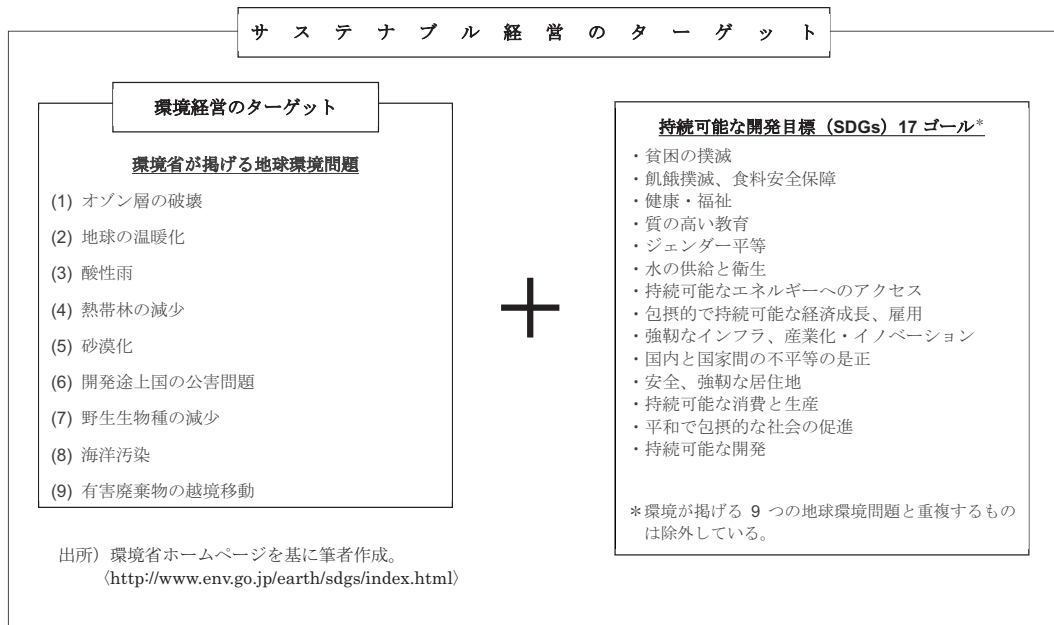 サステナブル経営のターゲット
環境経営のターゲット
環境省が掲げる地球環境問題
(1) オゾン層の破壊
(2) 地球の温暖化
(3) 酸性雨
(4) 熱帯林の減少
(5) 砂漠化
(6) 開発途上国の公害問題
(7) 野生生物種の減少
(8) 海洋汚染
(9) 有害廃棄物の越境移動
+
持続可能な開発目標（SDGs）17 ゴール*
・貧困の撲滅
・飢餓撲滅、食料安全保障
・健康・福祉
・質の高い教育
・ジェンダー平等
・水の供給と衛生
・持続可能なエネルギーへのアクセス
・包摂的で持続可能な経済成長、雇用
・強靭なインフラ、産業化・イノベーション
・国内と国家間の不平等の是正
・安全、強靭な居住地
・持続可能な消費と生産
・平和で包摂的な社会の促進
・持続可能な開発
＊環境が掲げる 9 つの地球環境問題と重複するもの
は除外している。
出所）環境省ホームページを基に筆者作成。
〈http://www.env.go.jp/earth/sdgs/index.html〉